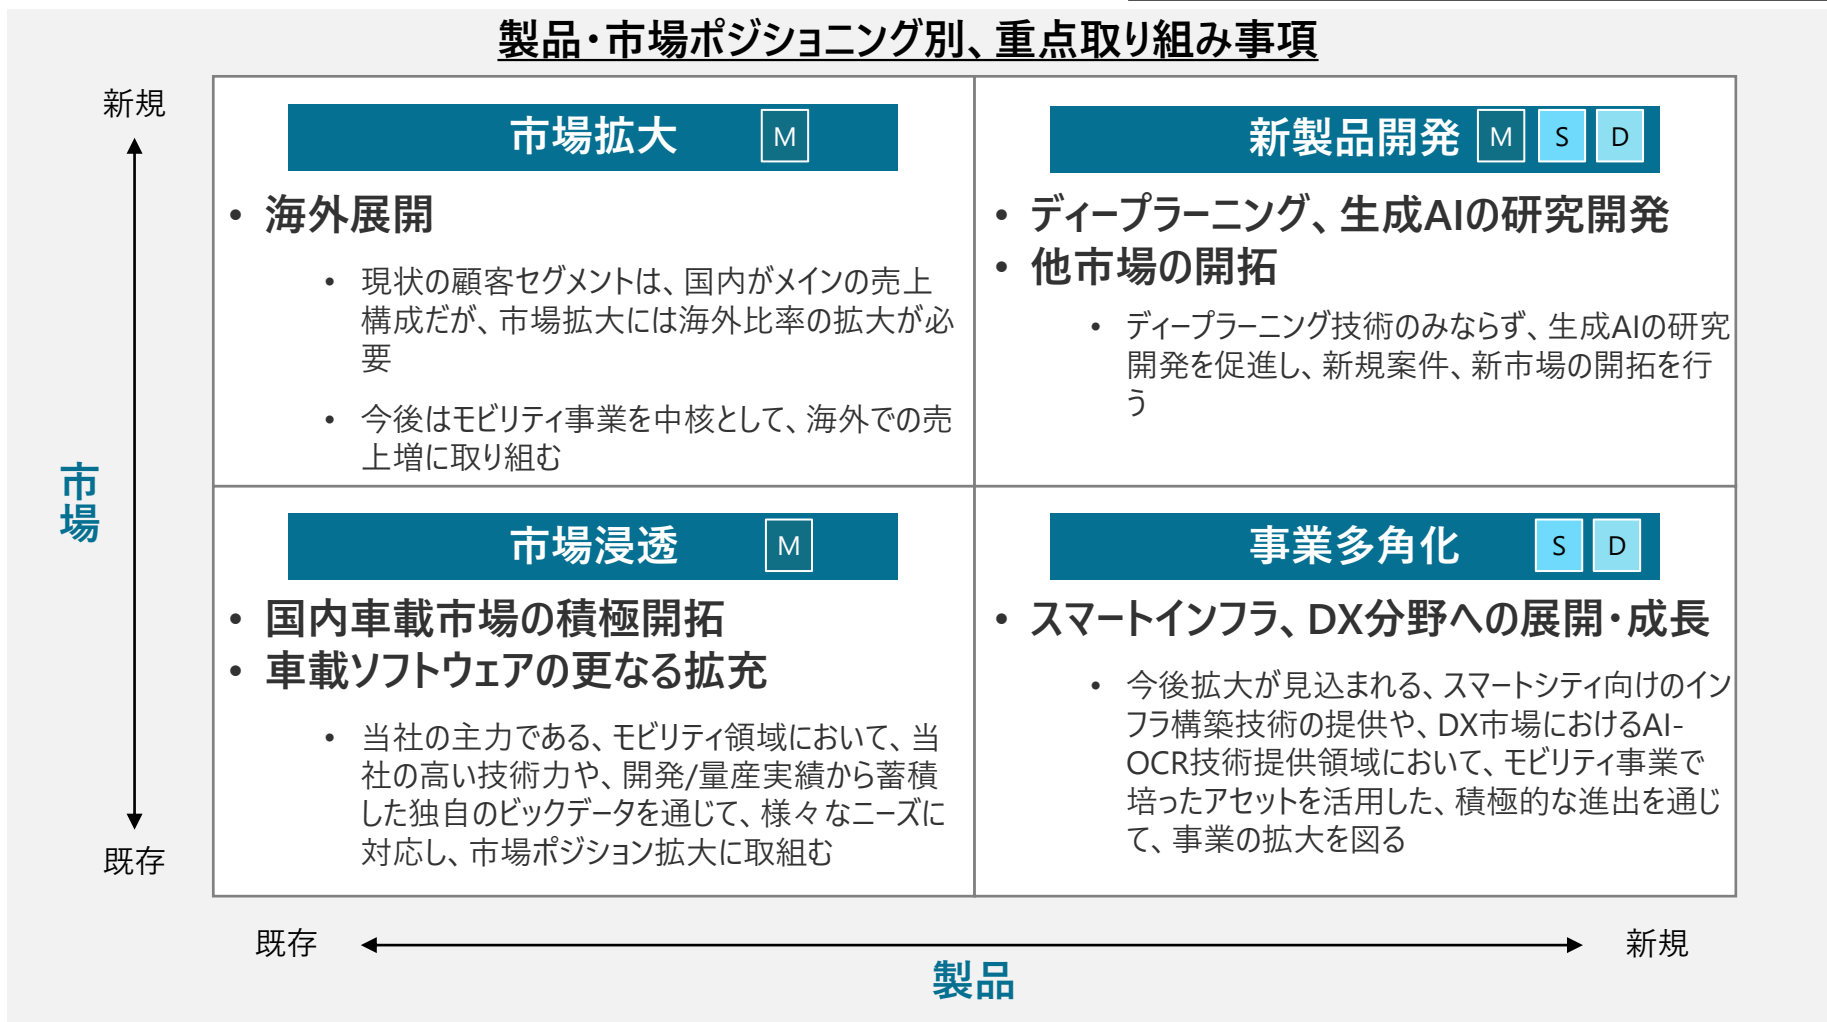 製品・市場ポジショニング別、重点取り組み事項
新規
市場
既存
市場拡大 M
• 海外展開
• 現状の顧客セグメントは、国内がメインの売上
構成だが、市場拡大には海外比率の拡大が必
要
• 今後はモビリティ事業を中核として、海外での売
上増に取り組む
新製品開発 M S D
• ディープラーニング、生成AIの研究開発
• 他市場の開拓
• ディープラーニング技術のみならず、生成AIの研究
開発を促進し、新規案件、新市場の開拓を行
う
市場浸透 M
• 国内車載市場の積極開拓
• 車載ソフトウェアの更なる拡充
• 当社の主力である、モビリティ領域において、当
社の高い技術力や、開発/量産実績から蓄積
した独自のビックデータを通じて、様々なニーズに
対応し、市場ポジション拡大に取組む
事業多角化 S D
• スマートインフラ、DX分野への展開・成長
• 今後拡大が見込まれる、スマートシティ向けのイン
フラ構築技術の提供や、DX市場におけるAI-
OCR技術提供領域において、モビリティ事業で
培ったアセットを活用した、積極的な進出を通じ
て、事業の拡大を図る
既存
新規
製品